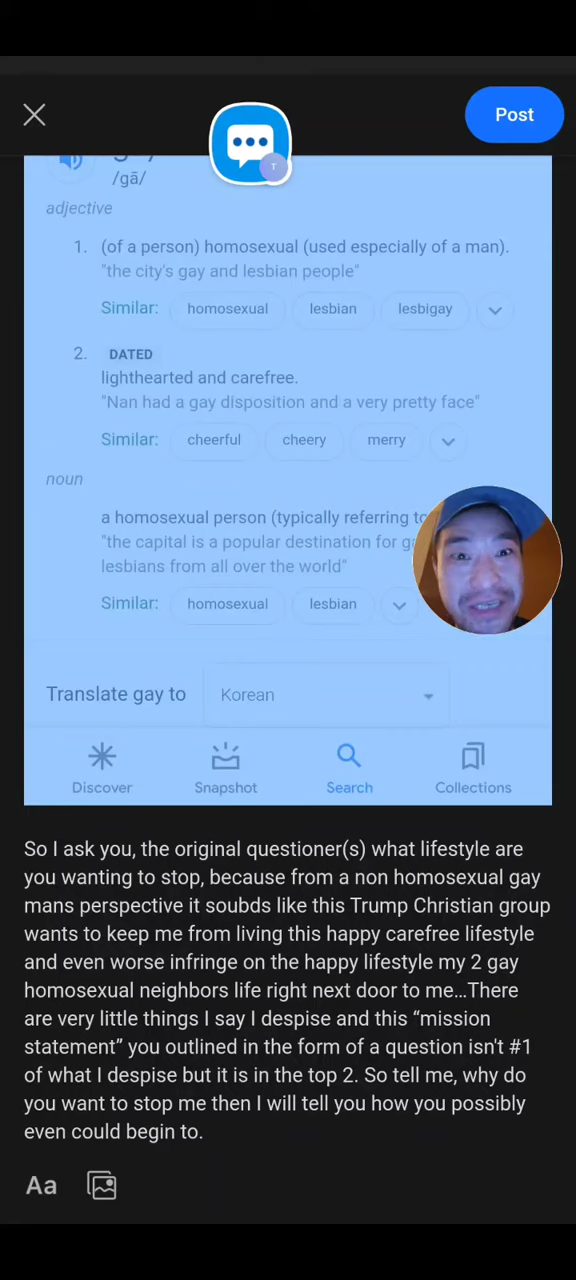 Post
/gā/
adjective
1. (of a person) homosexual (used especially of a man).
"the city's gay and lesbian people"
Similar: homosexual lesbian lesbigay
2. DATED
lighthearted and carefree.
"Nan had a gay disposition and a very pretty face"
Similar: cheerful cheery merry
noun
a homosexual person (typically referring to
"the capital is a popular destination for
lesbians from all over the world"
Similar: homosexual lesbian
Translate gay to Korean
Discover Snapshot Search Collections
So I ask you, the original questioner(s) what lifestyle are
you wanting to stop, because from a non homosexual gay
mans perspective it soubds like this Trump Christian group
wants to keep me from living this happy carefree lifestyle
and even worse infringe on the happy lifestyle my 2 gay
homosexual neighbors life right next door to me...There
are very little things I say I despise and this “mission
statement” you outlined in the form of a question isn't #1
of what I despise but it is in the top 2. So tell me, why do
you want to stop me then I will tell you how you possibly
even could begin to.
Aa